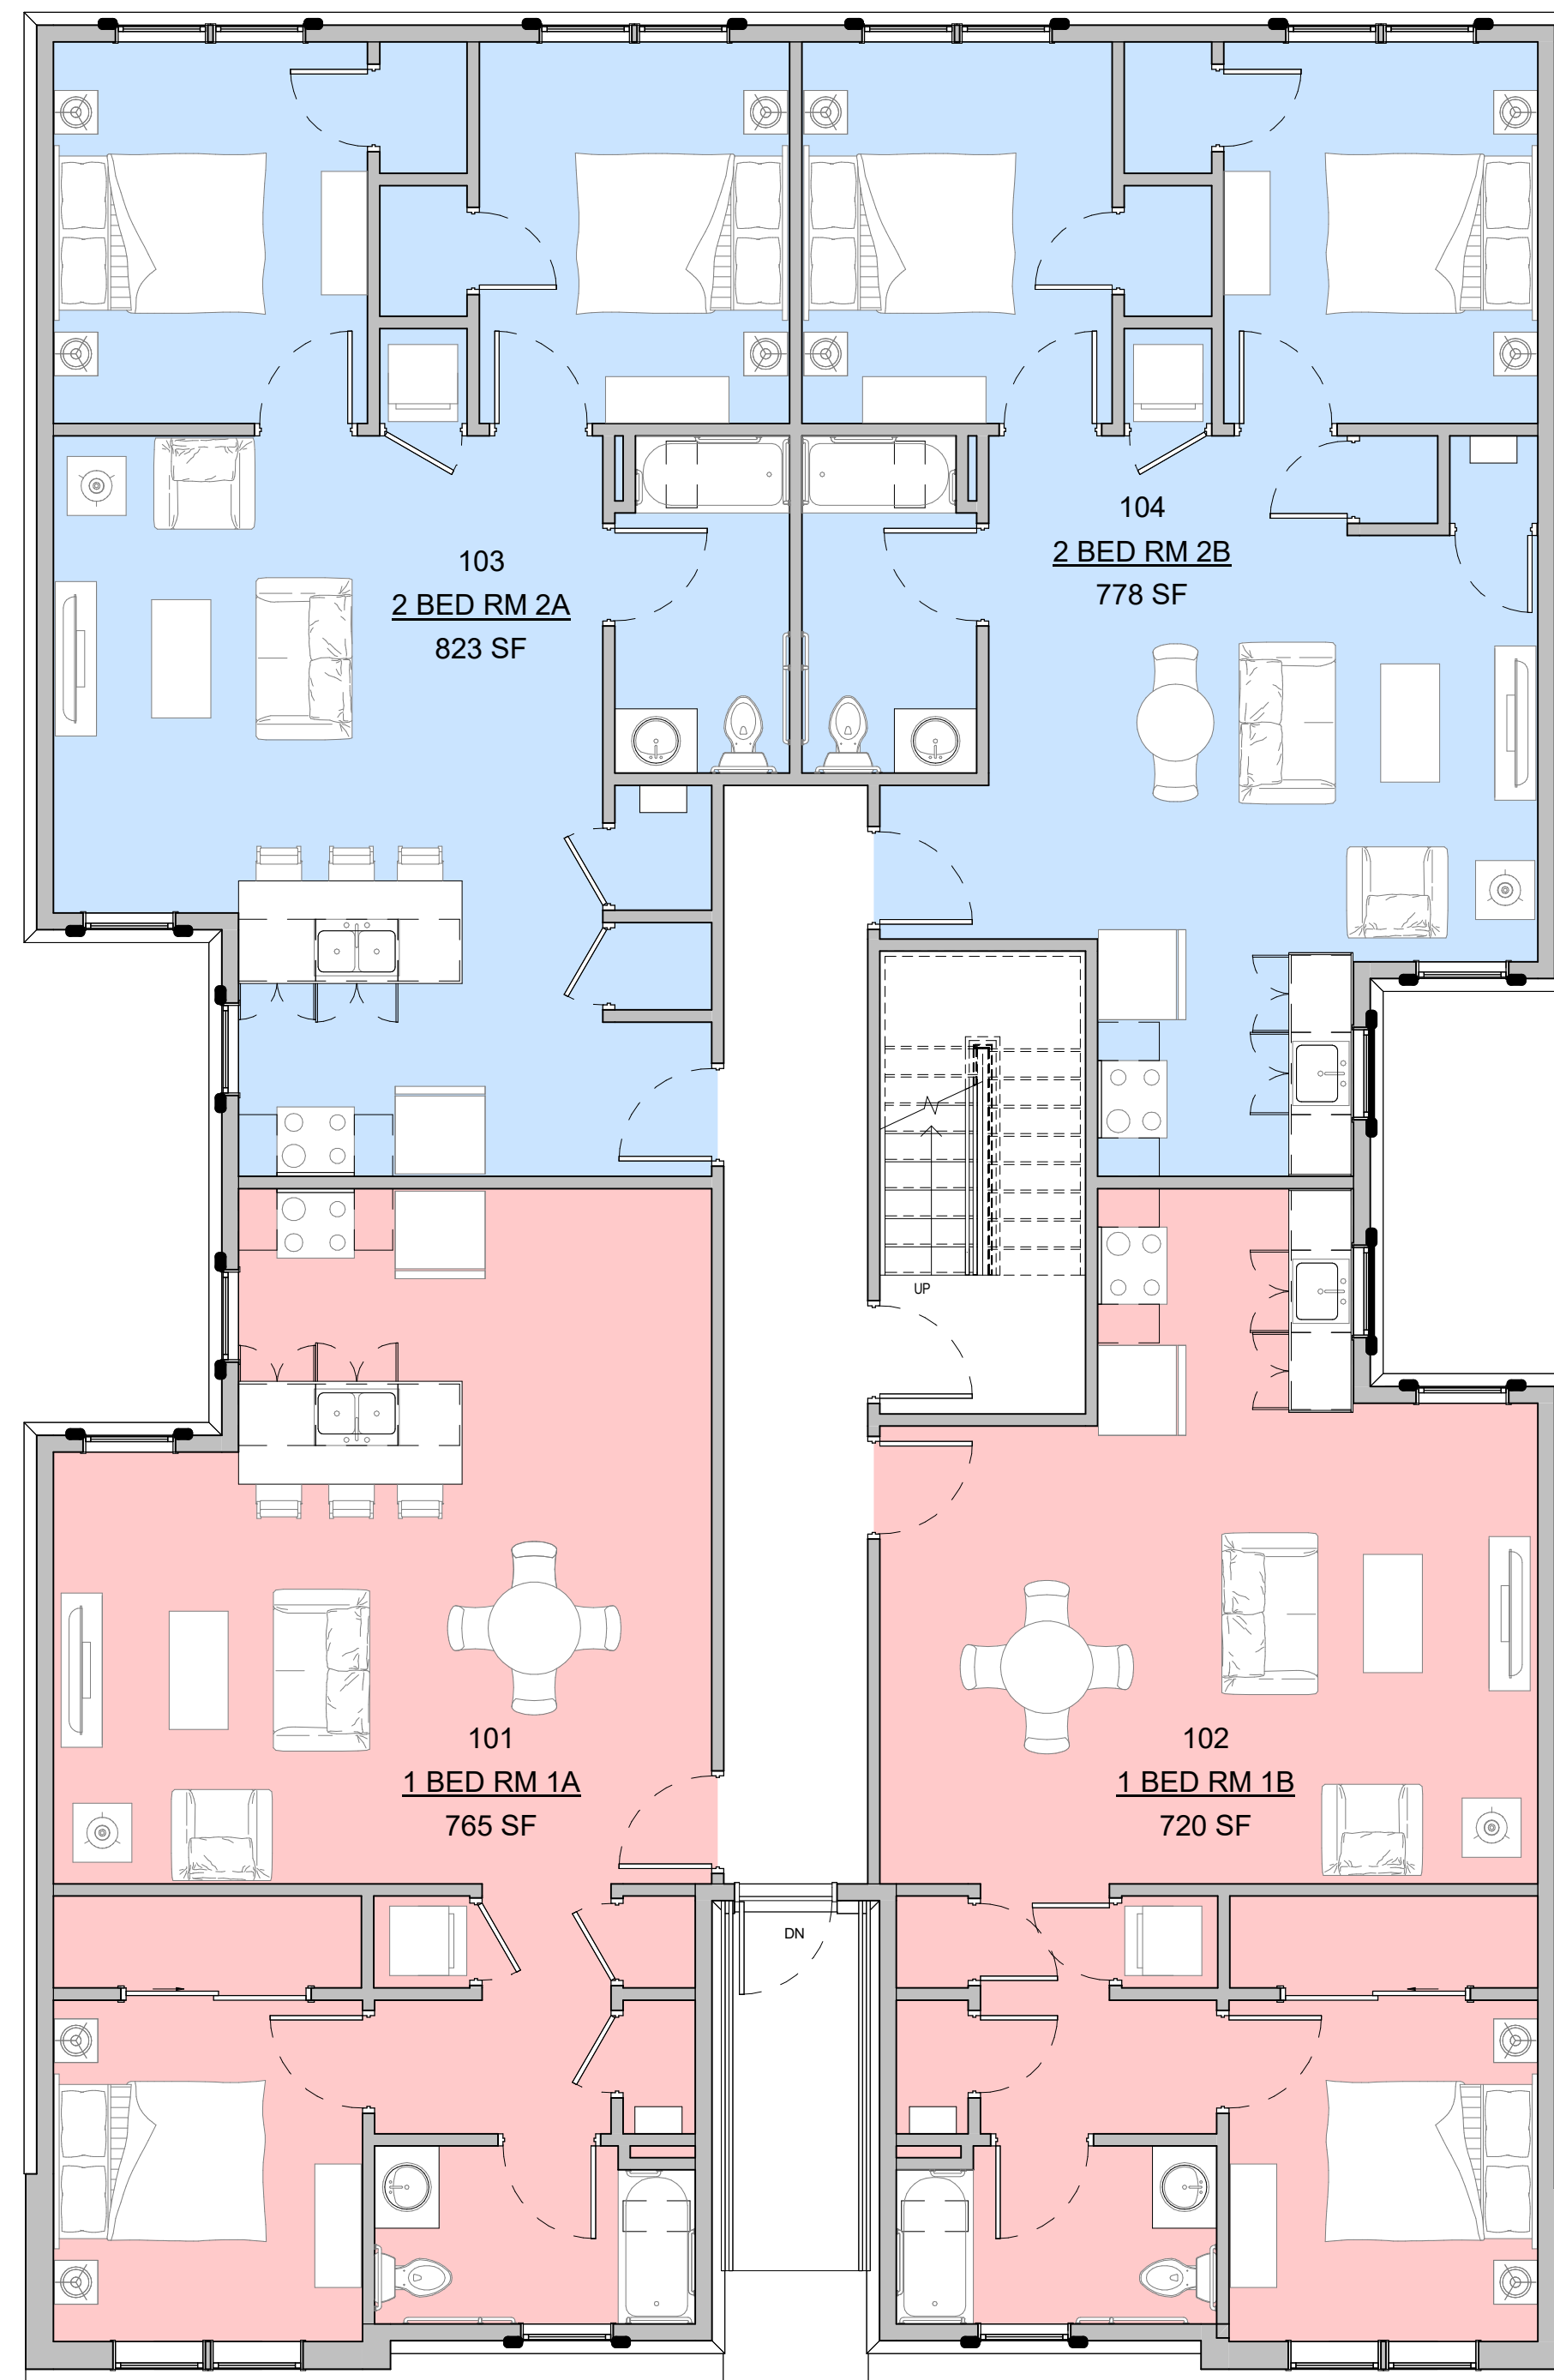 103
2 BED RM 2A
823 SF
104
2 BED RM 2B
778 SF
UP
101
1 BED RM 1A
765 SF
102
1 BED RM 1B
720 SF
DN